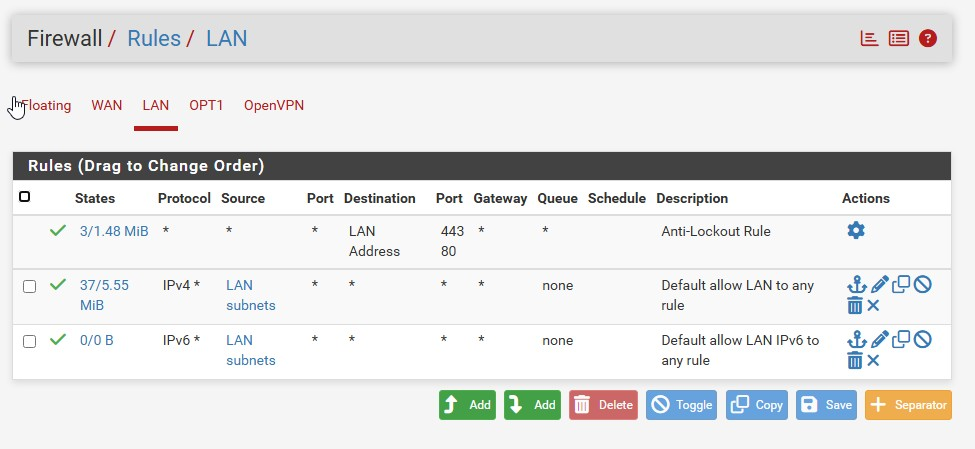 Firewall / Rules / LAN
Floating WAN LAN OPT1 OpenVPN
Rules (Drag to Change Order)
States Protocol Source Port Destination Port Gateway Queue Schedule Description Actions
3/1.48 MiB * * * LAN 443 * * Anti-Lockout Rule
Address 80
37/5.55 IPv4 * LAN * * * * none Default allow LAN to any
MiB subnets rule
0/0 B IPv6 * LAN * * * * none Default allow LAN IPv6 to
subnets any rule
Add Add Delete Toggle Copy Save Separator